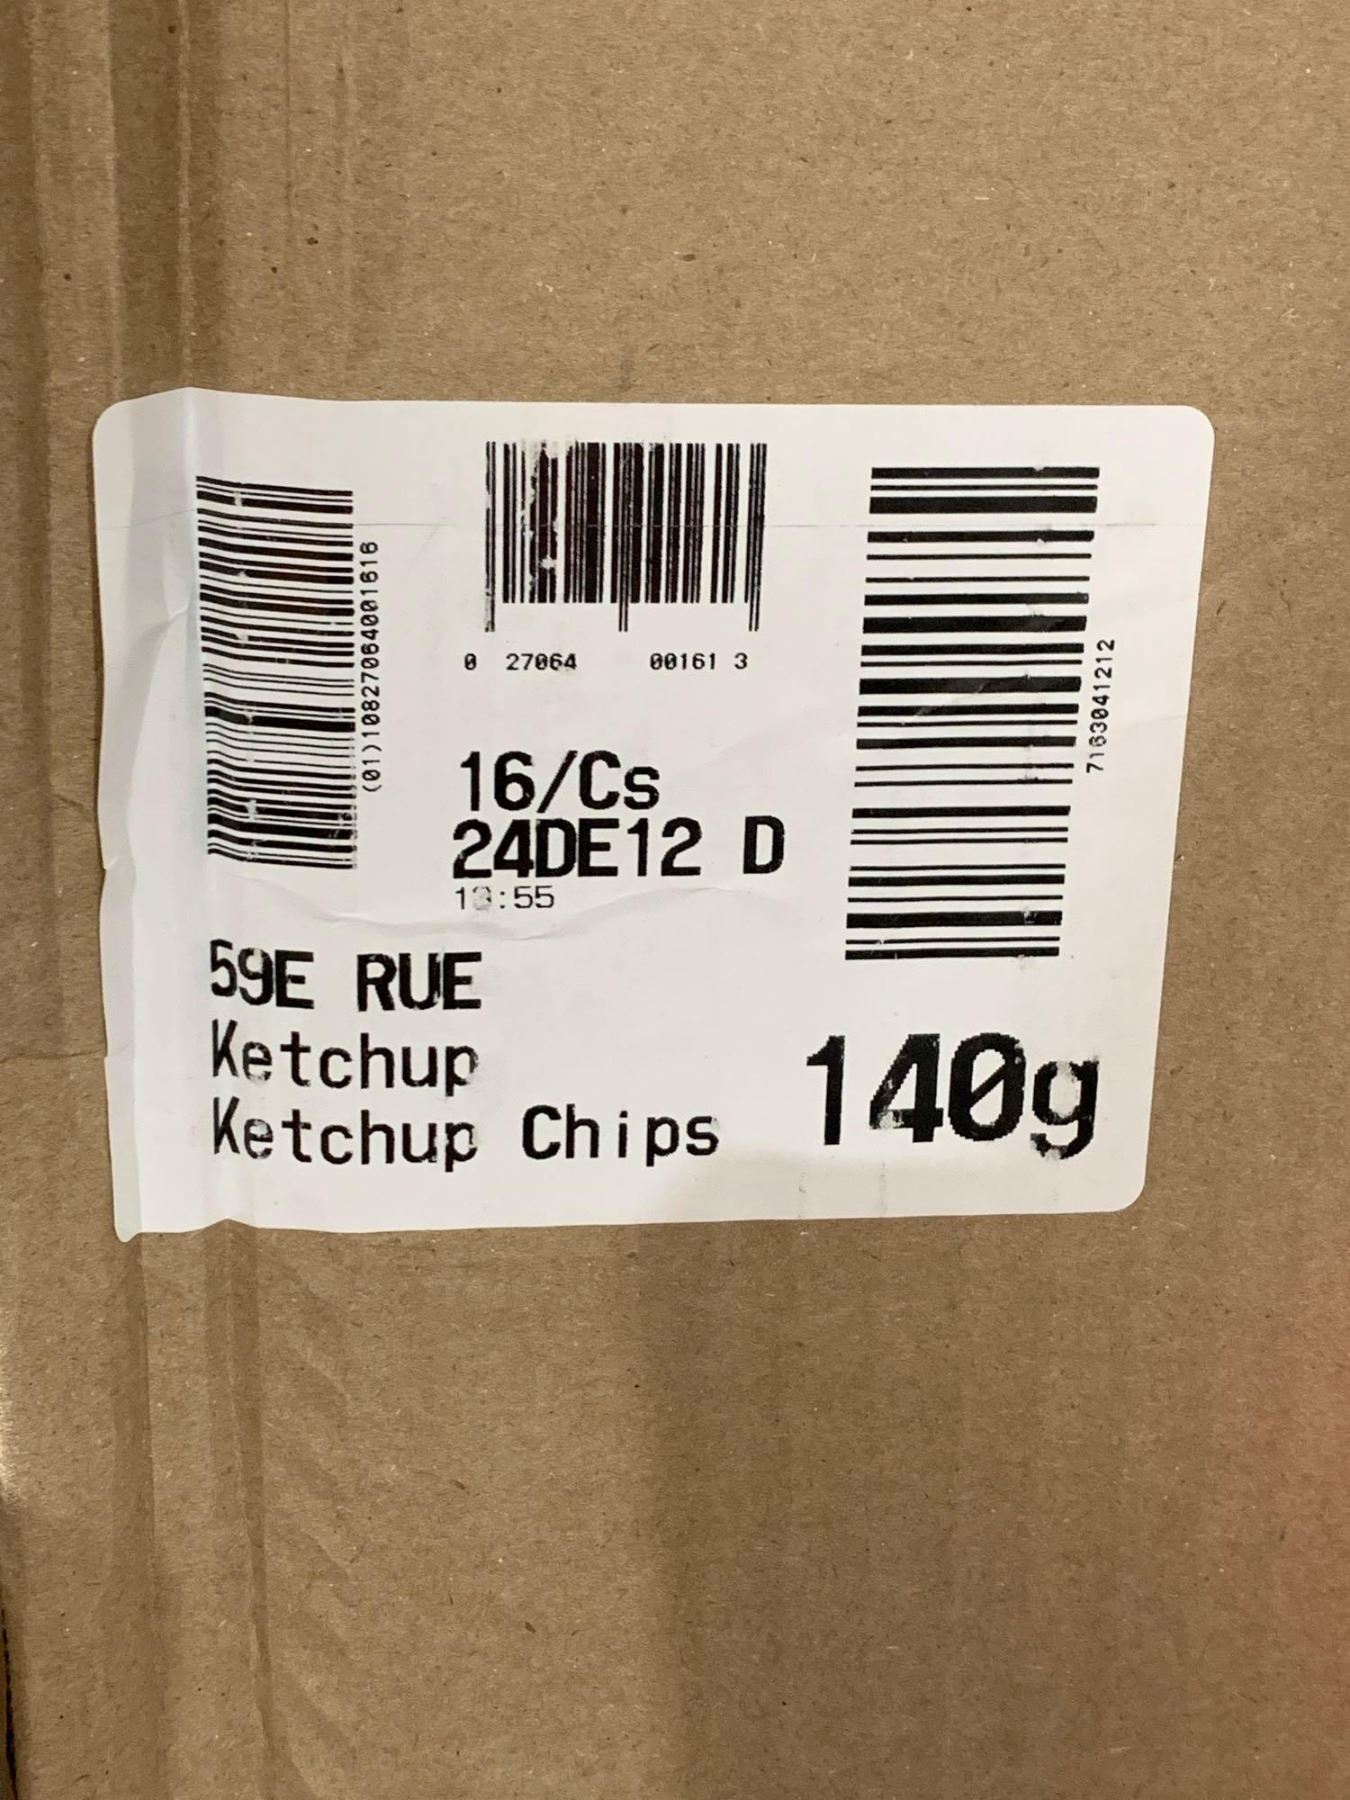 (01)10827064001616
0 27064 00161 3
7163041212
16/Cs
24DE12 D
59E RUE
Ketchup
Ketchup Chips
140g